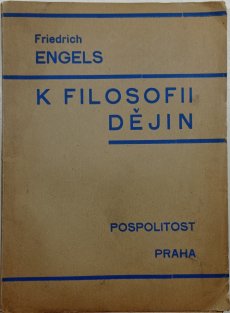 Friedrich
ENGELS
K FILOSOFII
DĚJIN
POSPOLITOST
PRAHA